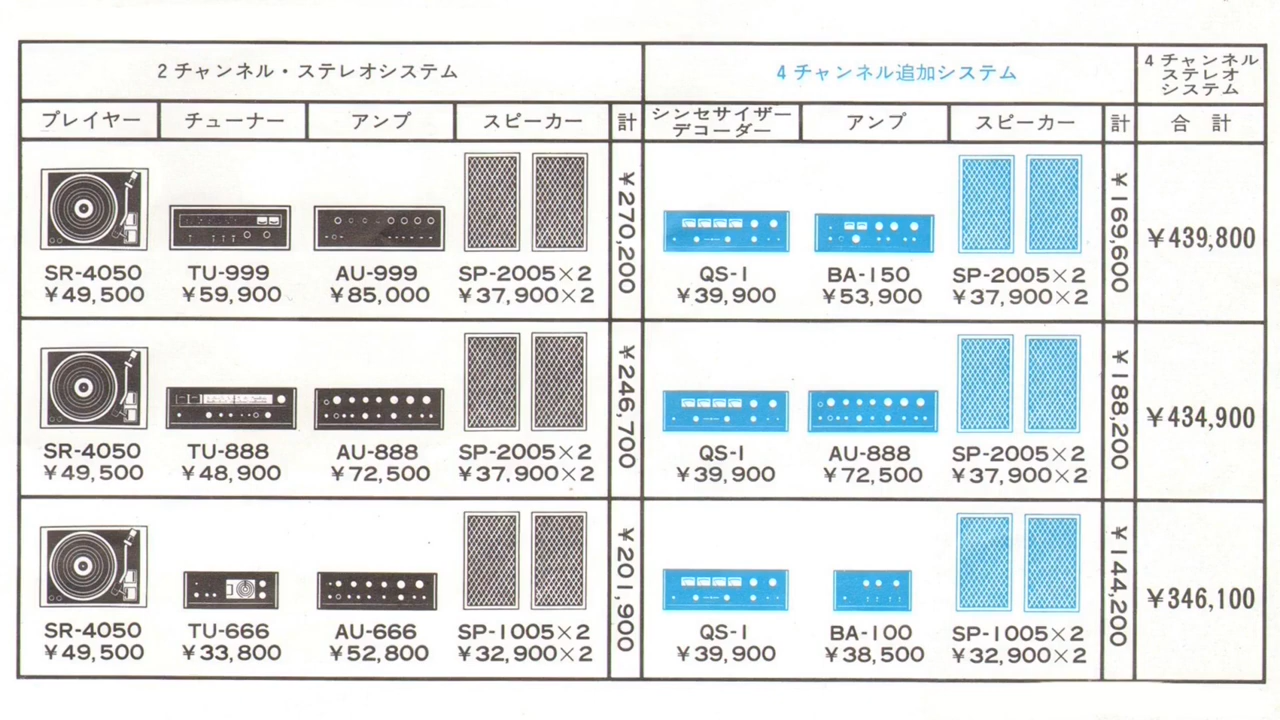 2チャンネル・ステレオシステム
4チャンネル追加システム
4チャンネル
ステレオ
システム
プレイヤー
チューナー
アンプ
スピーカー
計
シンセサイザー
デコーダー
アンプ
スピーカー
計
合 計
SR-4050
¥49,500
TU-999
¥59,900
AU-999
¥85,000
SP-2005×2
¥37,900×2
¥270,200
QS-1
¥39,900
BA-150
¥53,900
SP-2005×2
¥37,900×2
¥169,600
¥439,800
SR-4050
¥49,500
TU-888
¥48,900
AU-888
¥72,500
SP-2005×2
¥37,900×2
¥246,700
QS-1
¥39,900
AU-888
¥72,500
SP-2005×2
¥37,900×2
¥188,200
¥434,900
SR-4050
¥49,500
TU-666
¥33,800
AU-666
¥52,800
SP-1005×2
¥32,900×2
¥201,900
QS-1
¥39,900
BA-100
¥38,500
SP-1005×2
¥32,900×2
¥144,200
¥346,100